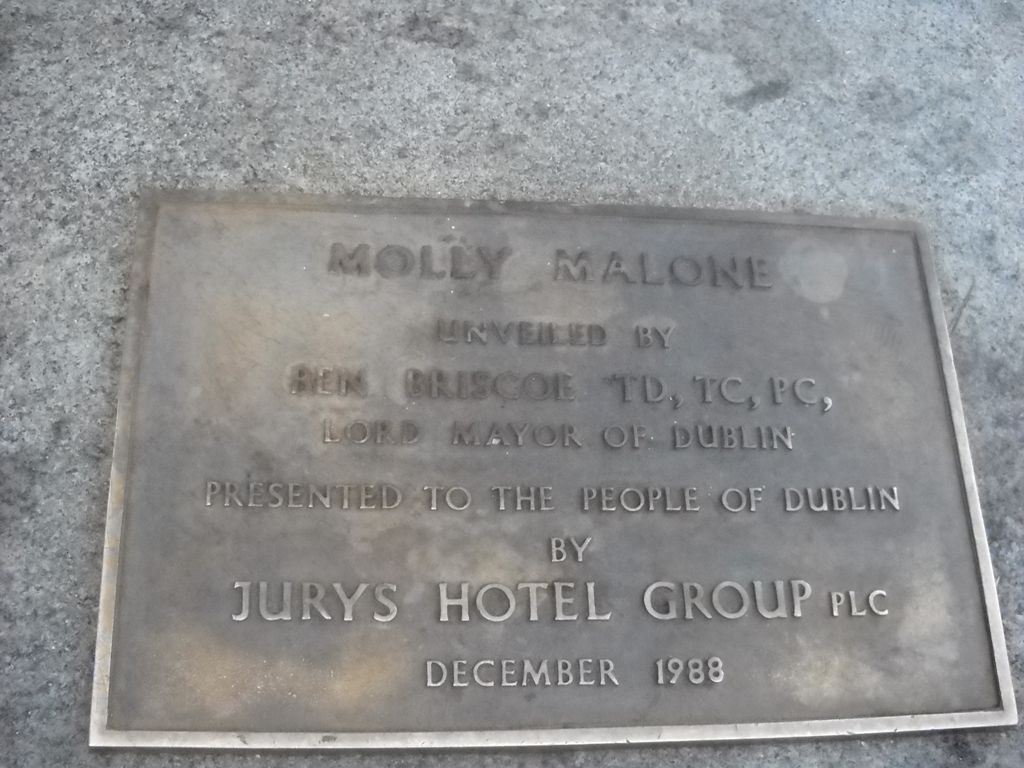 MOLLY MALONE
UNVEILED BY
BEN BRISCOE TD, TC, PC,
LORD MAYOR OF DUBLIN
PRESENTED TO THE PEOPLE OF DUBLIN
BY
JURYS HOTEL GROUP PLC
DECEMBER 1988